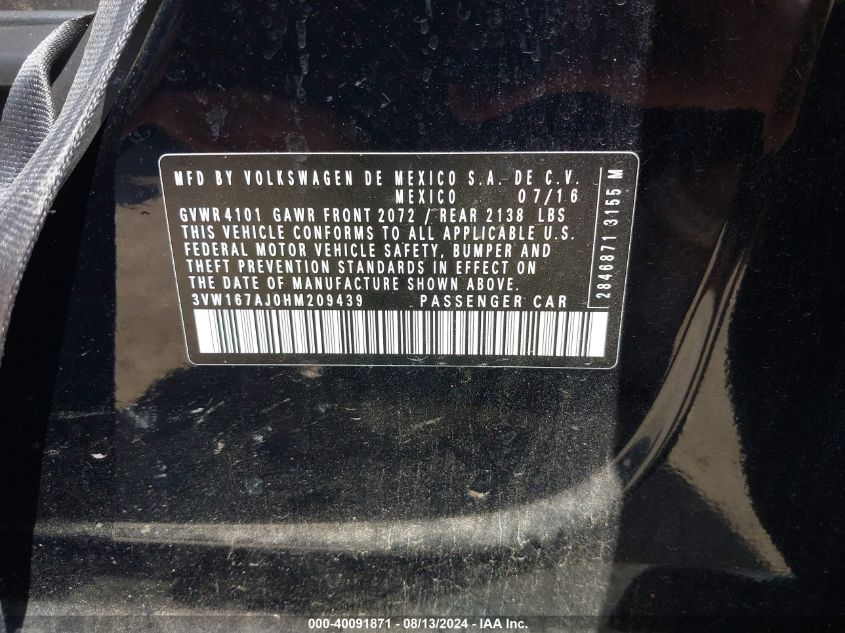 MFD BY VOLKSWAGEN DE MEXICO S.A. DE C.V.
MEXICO 07/16
GVWR 4101 GAWR FRONT 2072 / REAR 2138 LBS
THIS VEHICLE CONFORMS TO ALL APPLICABLE U.S.
FEDERAL MOTOR VEHICLE SAFETY, BUMPER AND
THEFT PREVENTION STANDARDS IN EFFECT ON
THE DATE OF MANUFACTURE SHOWN ABOVE.
3VW167AJ0HM209439 PASSENGER CAR
2846871 3155 M
000-40091871 - 08/13/2024 - IAA Inc.